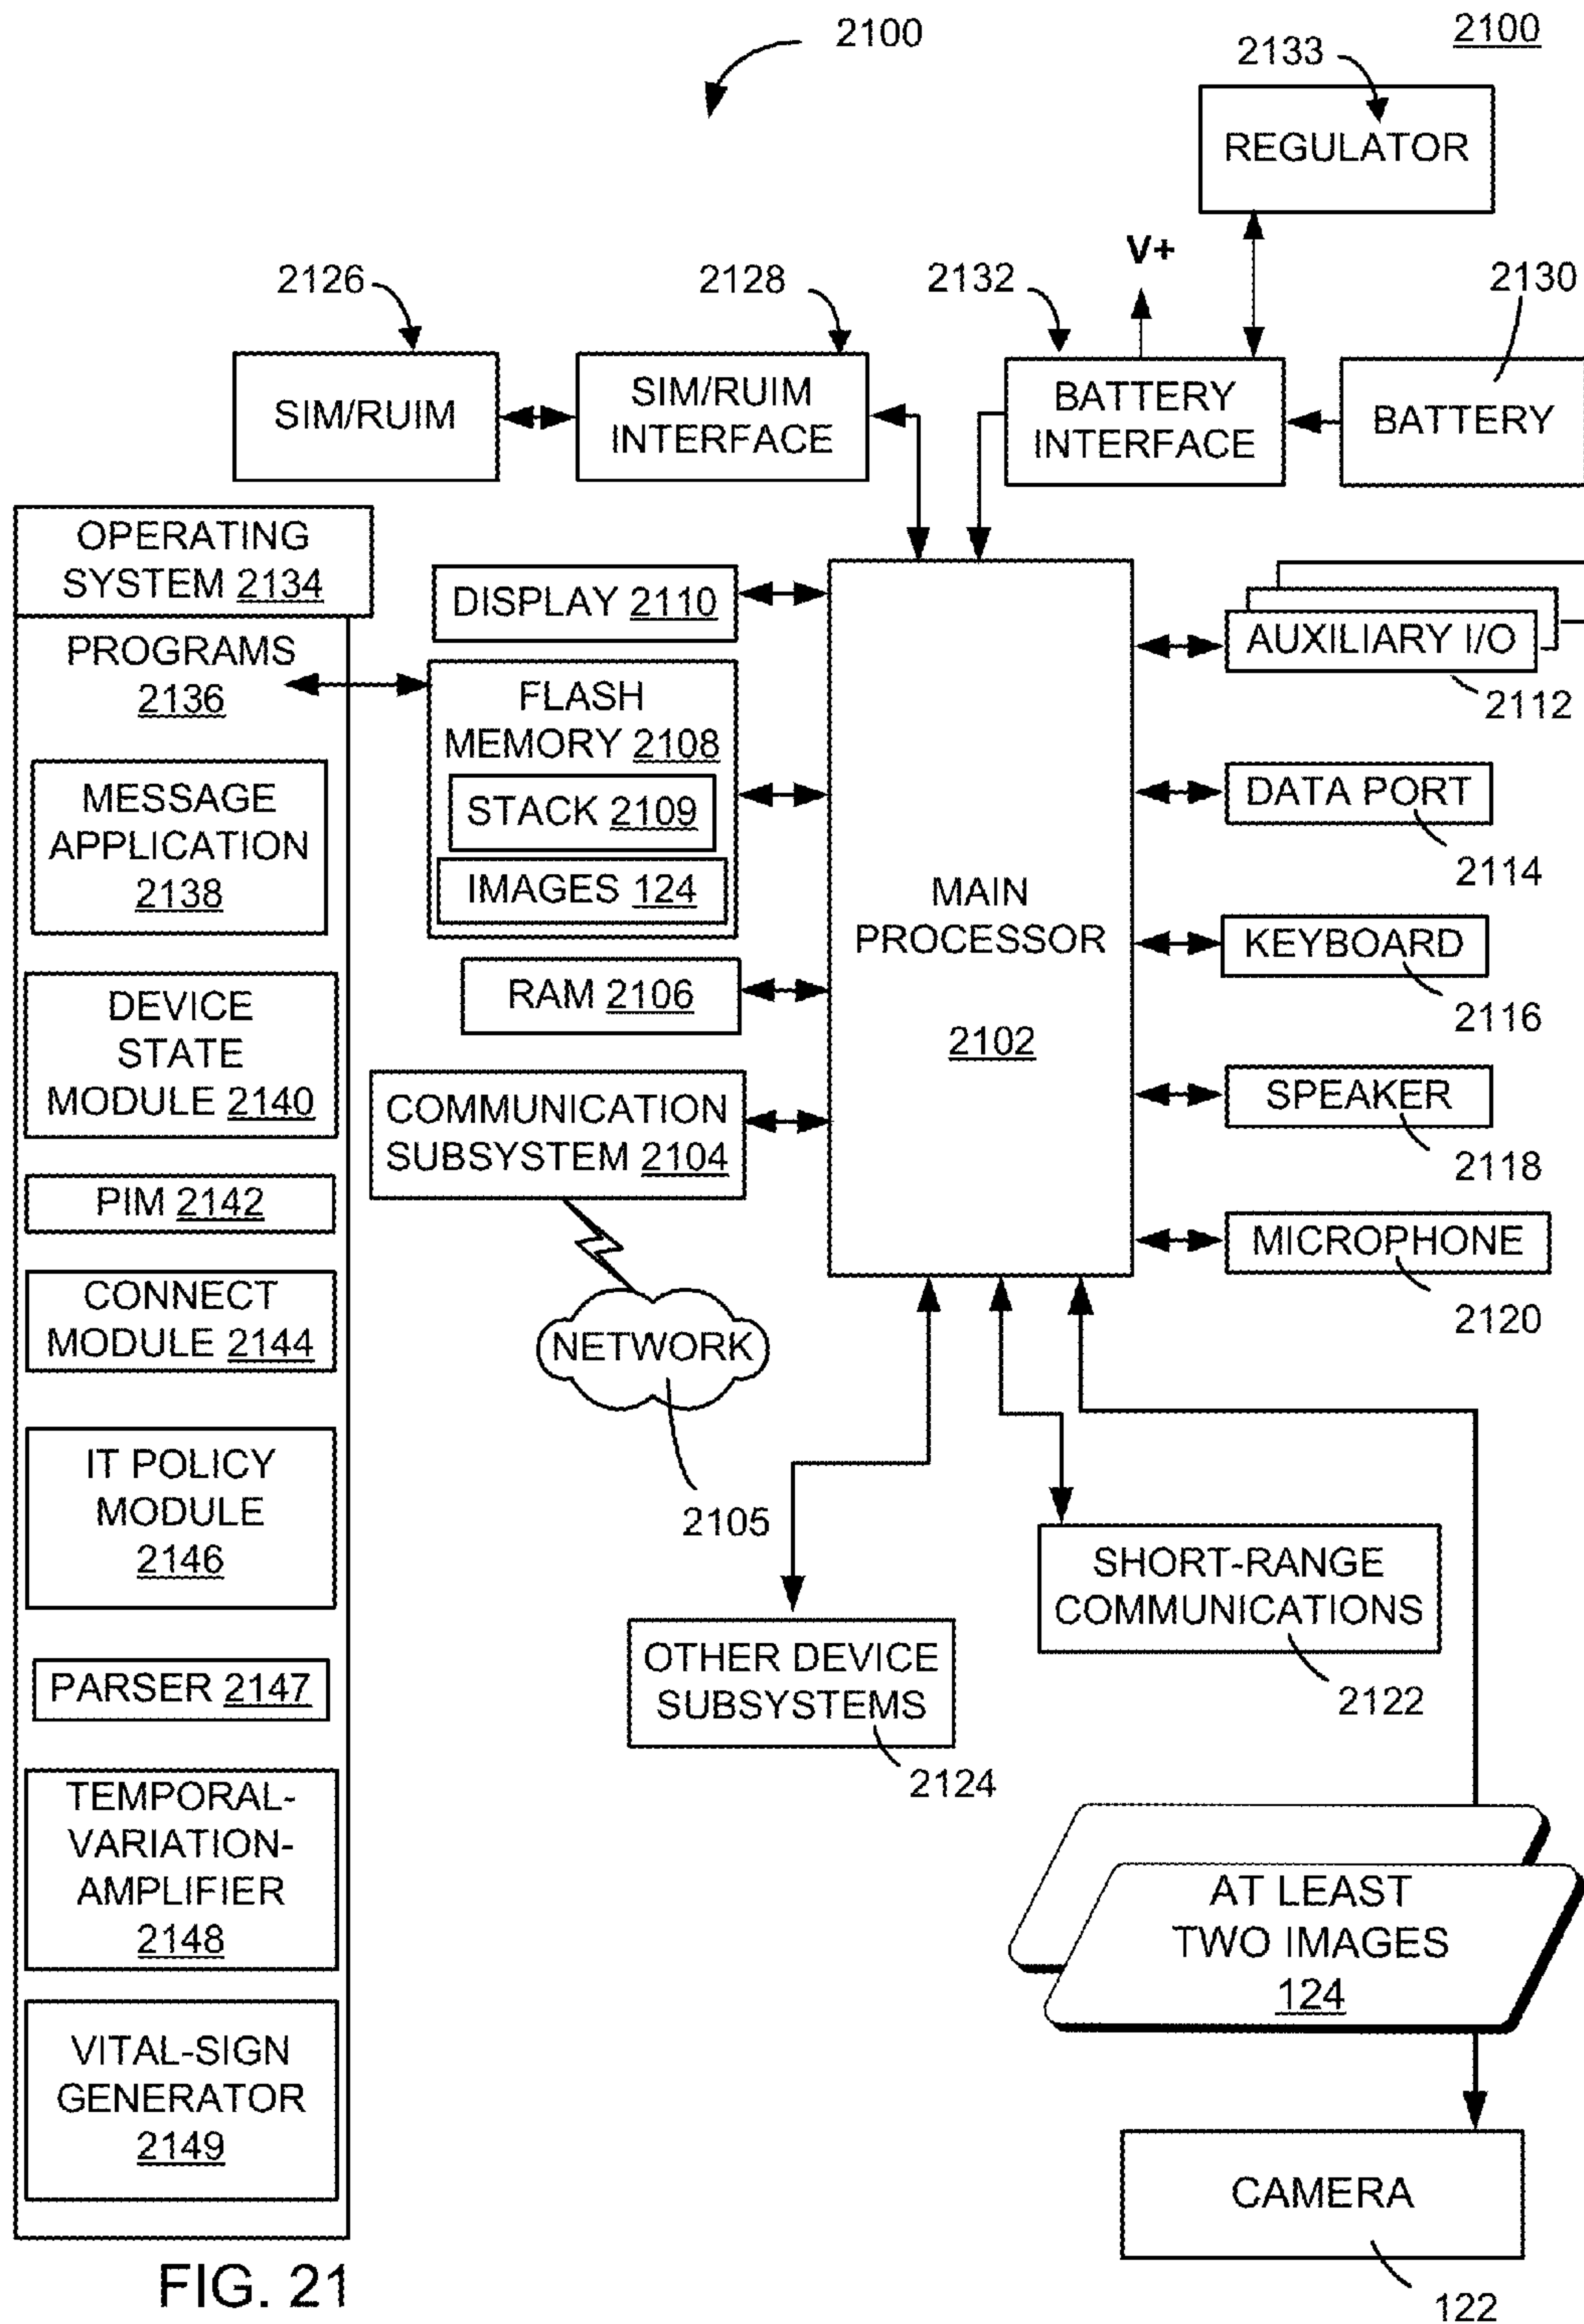 2100
2100
2133
REGULATOR
V+
2126
2128
2132
2130
SIM/RUIM
SIM/RUIM
INTERFACE
BATTERY
INTERFACE
BATTERY
OPERATING
SYSTEM 2134
PROGRAMS
2136
MESSAGE
APPLICATION
2138
DEVICE
STATE
MODULE 2140
PIM 2142
CONNECT
MODULE 2144
IT POLICY
MODULE
2146
PARSER 2147
TEMPORAL-
VARIATION-
AMPLIFIER
2148
VITAL-SIGN
GENERATOR
2149
DISPLAY 2110
FLASH
MEMORY 2108
STACK 2109
IMAGES 124
RAM 2106
COMMUNICATION
SUBSYSTEM 2104
NETWORK
2105
MAIN
PROCESSOR
2102
AUXILIARY I/O
2112
DATA PORT
2114
KEYBOARD
2116
SPEAKER
2118
MICROPHONE
2120
SHORT-RANGE
COMMUNICATIONS
2122
OTHER DEVICE
SUBSYSTEMS
2124
AT LEAST
TWO IMAGES
124
CAMERA
122
FIG. 21